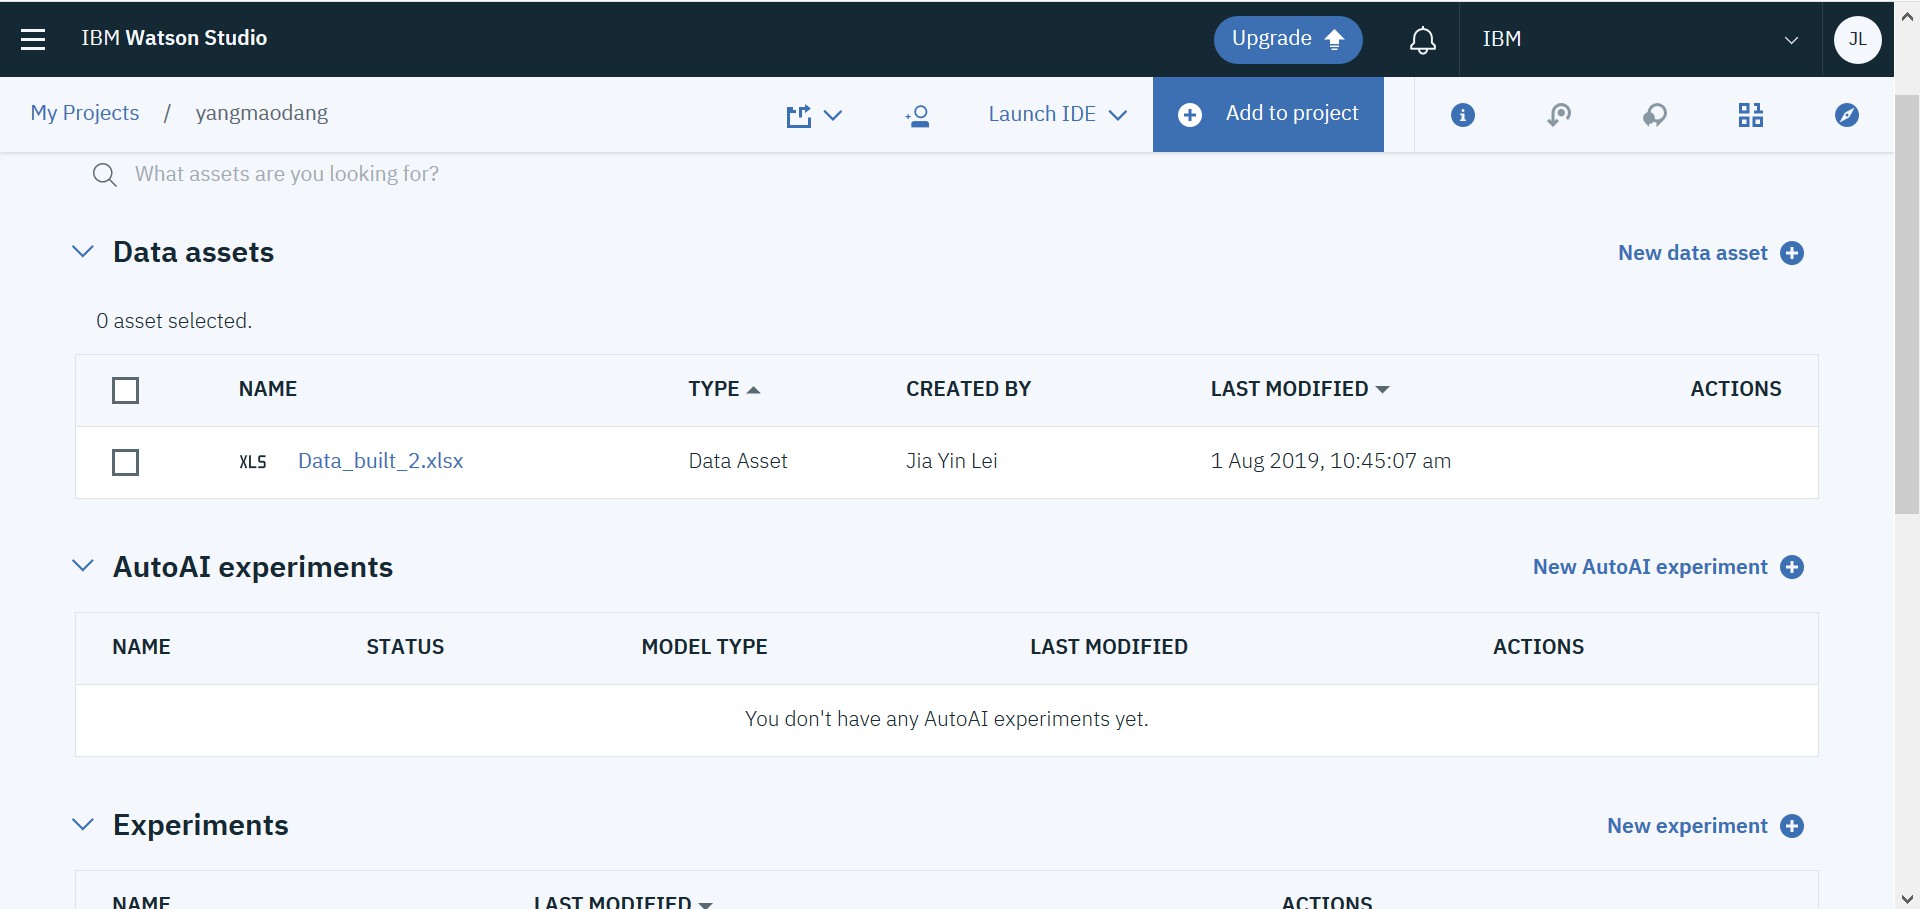 IBM Watson Studio
Upgrade
IBM
JL
My Projects / yangmaodang
Launch IDE
Add to project
What assets are you looking for?
Data assets
New data asset
0 asset selected.
NAME TYPE CREATED BY LAST MODIFIED ACTIONS
XLS Data_built_2.xlsx Data Asset Jia Yin Lei 1 Aug 2019, 10:45:07 am
AutoAI experiments
New AutoAI experiment
NAME STATUS MODEL TYPE LAST MODIFIED ACTIONS
You don't have any AutoAI experiments yet.
Experiments
New experiment
NAME LAST MODIFIED ACTIONS